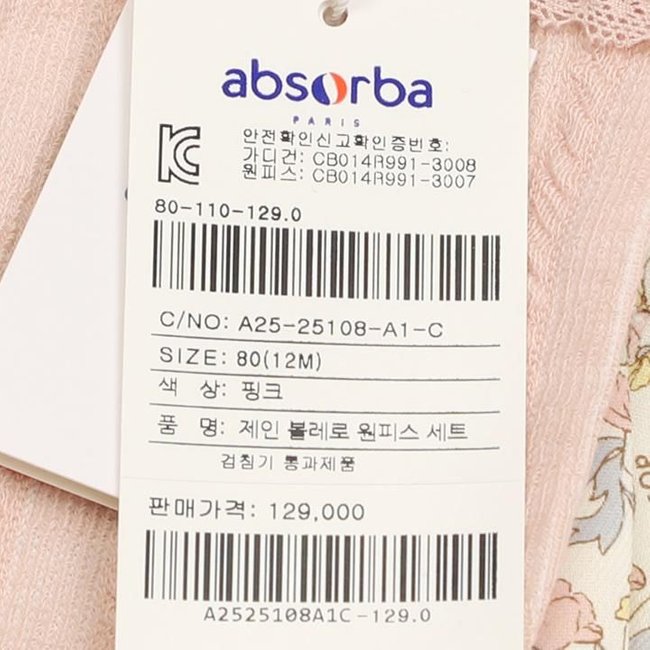 absorba
PARIS
안전확인신고확인증번호:
가디건: CB014R991-3008
원피스: CB014R991-3007
80-110-129.0
C/NO: A25-25108-A1-C
SIZE: 80(12M)
색 상: 핑크
품 명: 제인 볼레로 원피스 세트
검침기 통과제품
판매가격: 129,000
A2525108A1C-129.0